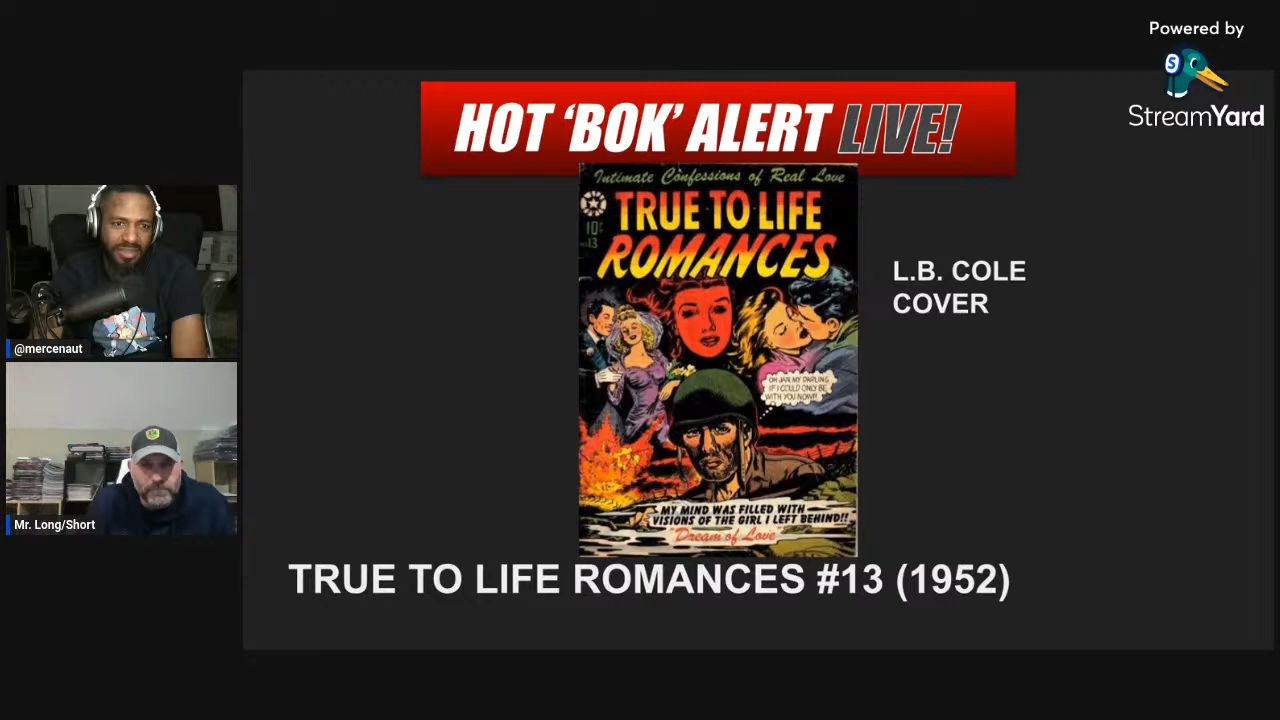 Powered by
StreamYard
HOT ‘BOK’ ALERT LIVE!
Intimate Confessions of Real Love
TRUE TO LIFE
10¢
13
ROMANCES
L.B. COLE
COVER
OH JAN, MY DARLING
IF I COULD ONLY BE
WITH YOU NOW!!
MY MIND WAS FILLED WITH
VISIONS OF THE GIRL I LEFT BEHIND!!
"Dream of Love"
TRUE TO LIFE ROMANCES #13 (1952)
@mercenaut
Mr. Long/Short